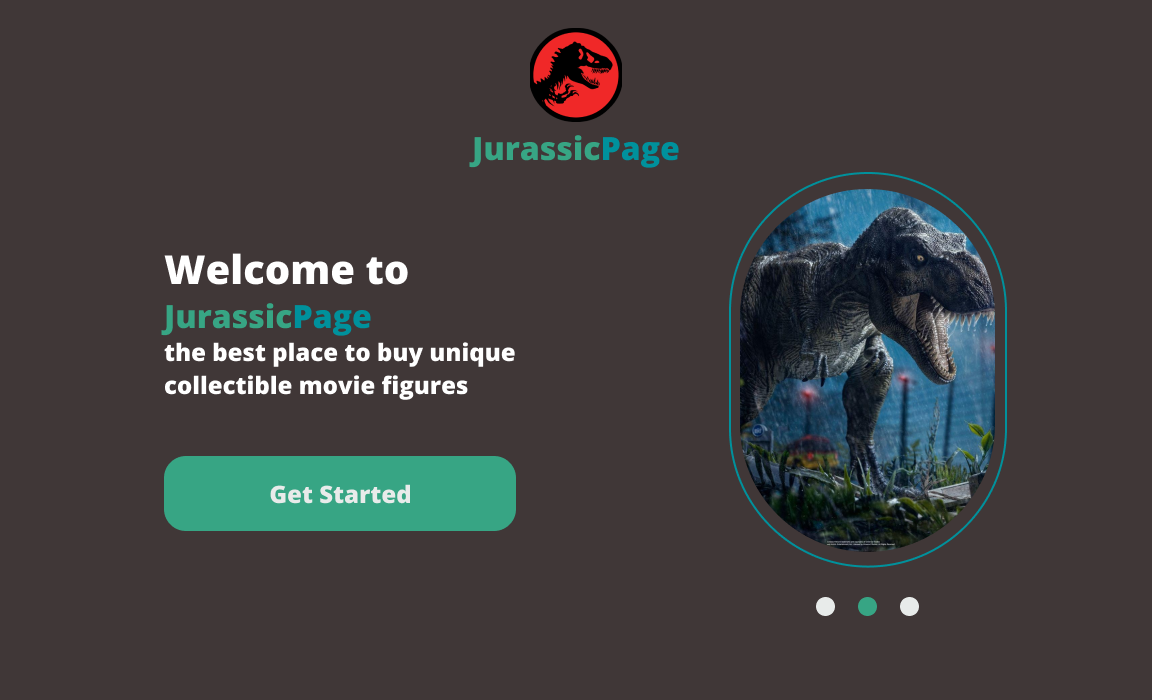 JurassicPage
Welcome to
JurassicPage
the best place to buy unique
collectible movie figures
Get Started